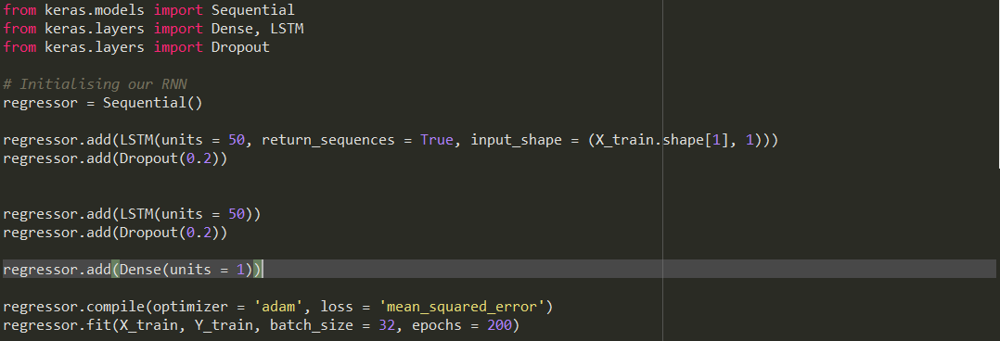 from keras.models import Sequential
from keras.layers import Dense, LSTM
from keras.layers import Dropout
# Initialising our RNN
regressor = Sequential()
regressor.add(LSTM(units = 50, return_sequences = True, input_shape = (X_train.shape[1], 1)))
regressor.add(Dropout(0.2))
regressor.add(LSTM(units = 50))
regressor.add(Dropout(0.2))
regressor.add(Dense(units = 1))
regressor.compile(optimizer = 'adam', loss = 'mean_squared_error')
regressor.fit(X_train, Y_train, batch_size = 32, epochs = 200)